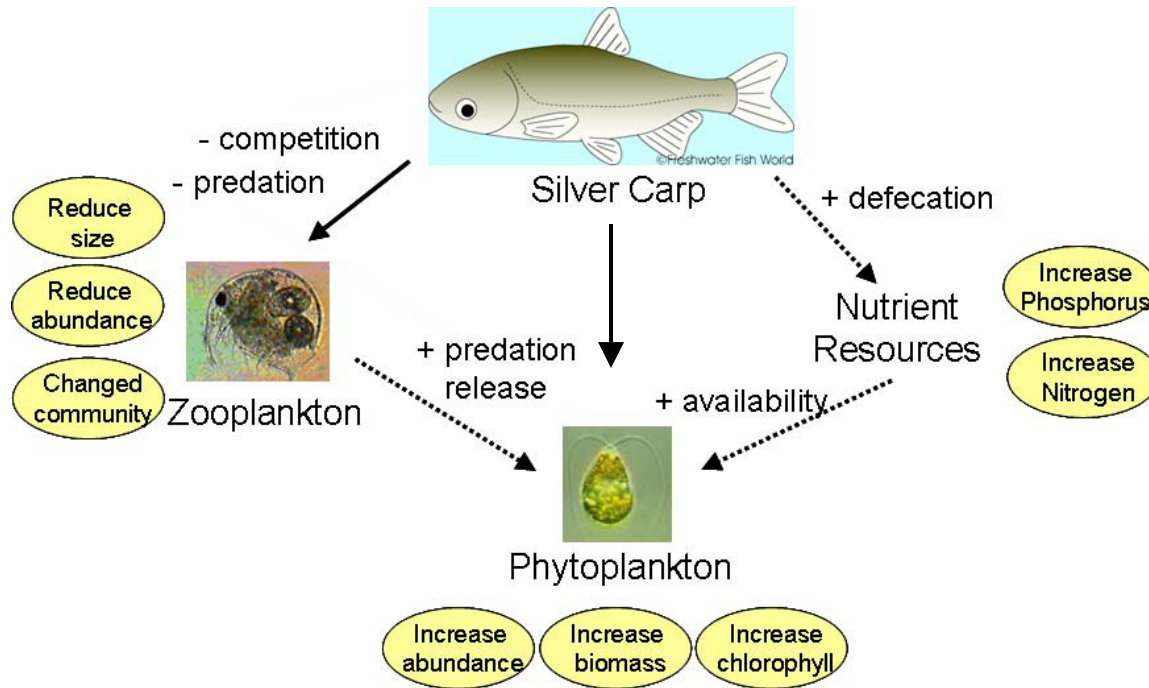 ©Freshwater Fish World
Silver Carp
- competition
- predation
+ defecation
Reduce
size
Reduce
abundance
Changed
community
Zooplankton
+ predation
release
Nutrient
Resources
Increase
Phosphorus
Increase
Nitrogen
+ availability
Phytoplankton
Increase
abundance
Increase
biomass
Increase
chlorophyll